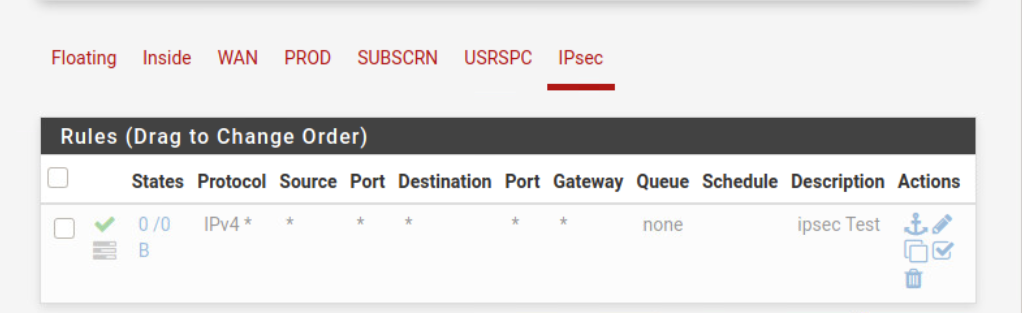 Floating Inside WAN PROD SUBSCRN USRSPC IPsec
Rules (Drag to Change Order)
States Protocol Source Port Destination Port Gateway Queue Schedule Description Actions
0 /0 IPv4 * * * * * * none ipsec Test
B